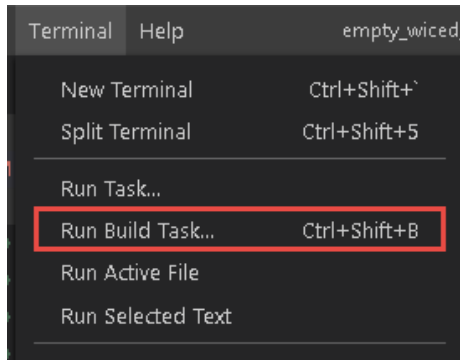 Terminal Help empty_wiced_
New Terminal Ctrl+Shift+`
Split Terminal Ctrl+Shift+5
Run Task...
Run Build Task... Ctrl+Shift+B
Run Active File
Run Selected Text